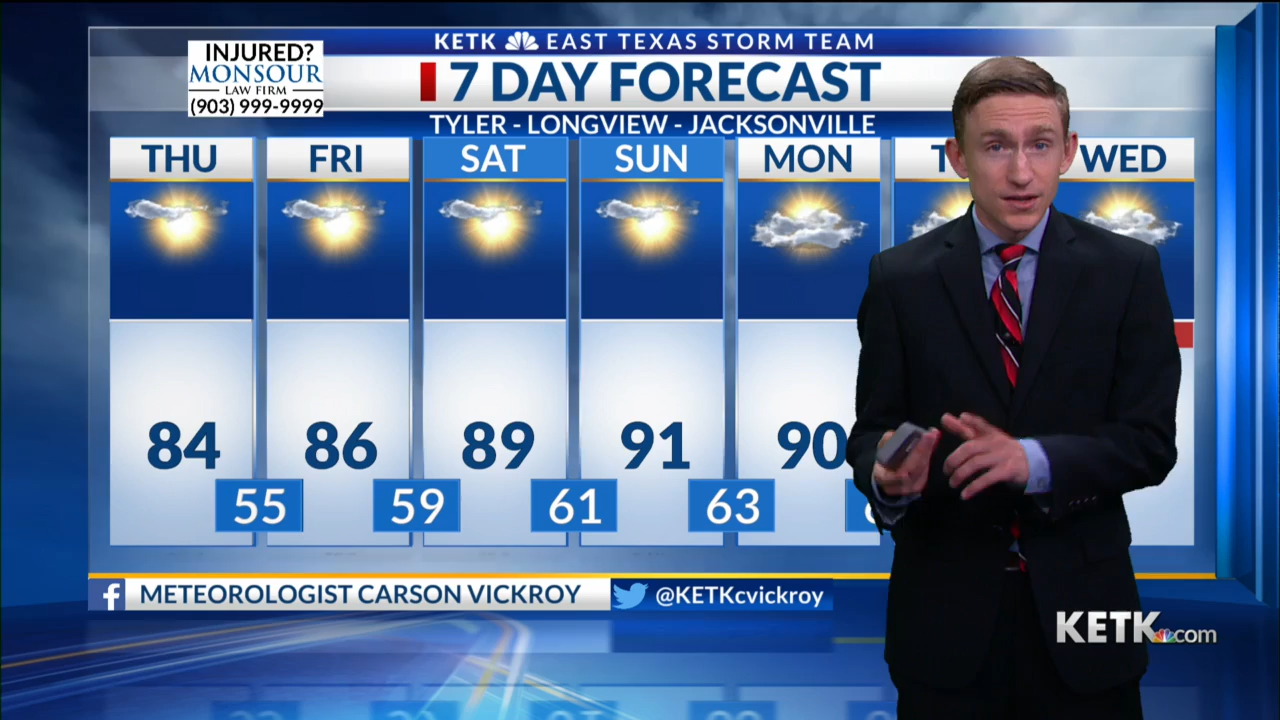 KETK EAST TEXAS STORM TEAM
INJURED?
MONSOUR
LAW FIRM
(903) 999-9999
7 DAY FORECAST
TYLER - LONGVIEW - JACKSONVILLE
THU FRI SAT SUN MON WED
84 86 89 91 90
55 59 61 63
METEOROLOGIST CARSON VICKROY @KETKcvickroy
KETK.com